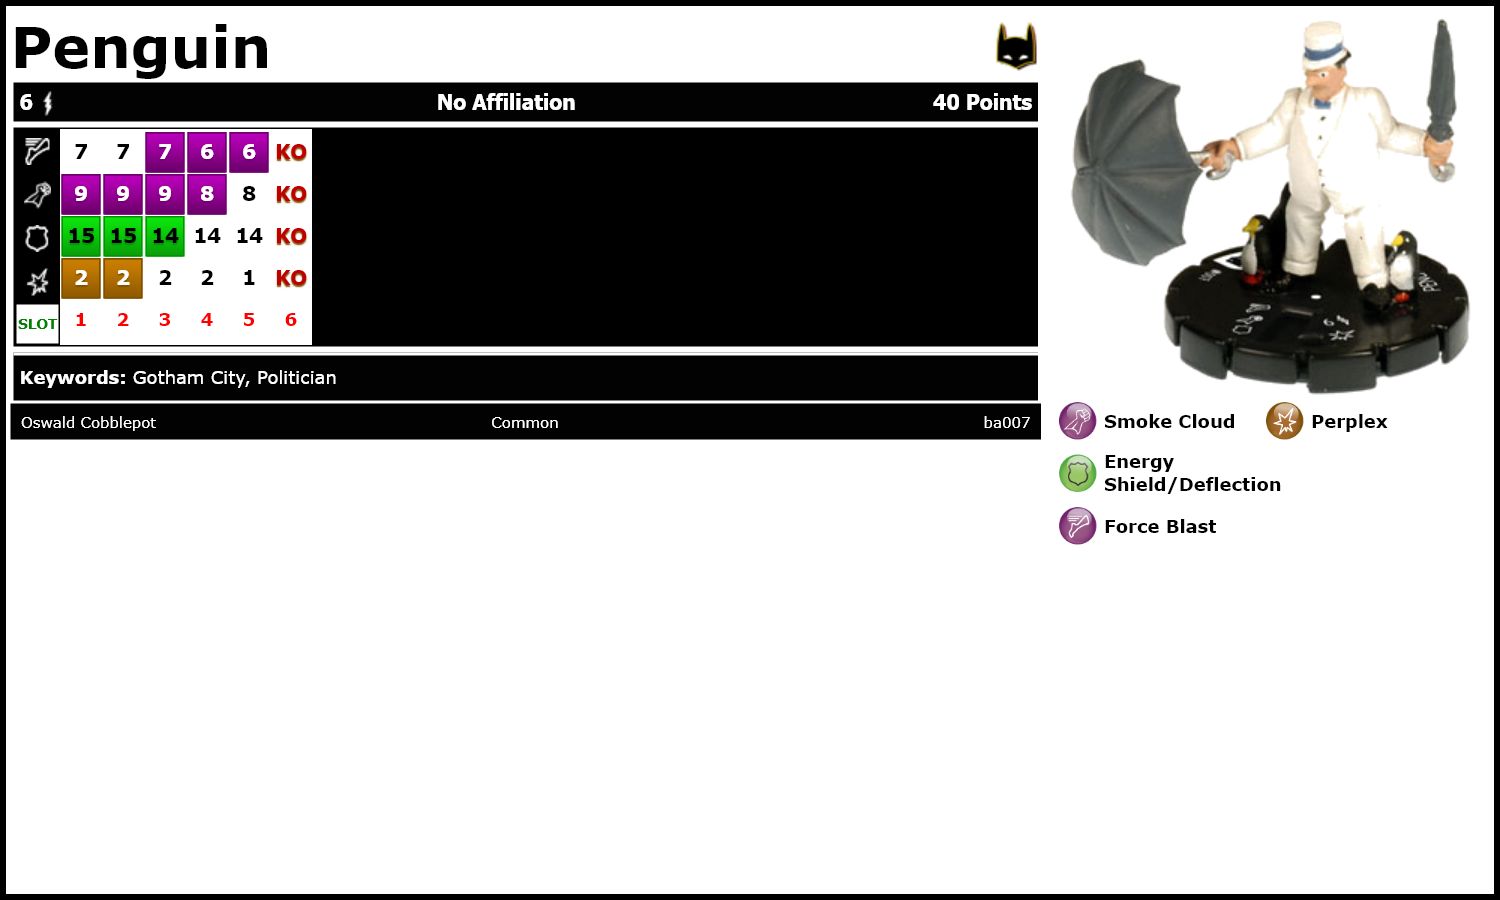 Penguin
6 No Affiliation 40 Points
7 7 7 6 6 KO
9 9 9 8 8 KO
15 15 14 14 14 KO
2 2 2 2 1 KO
SLOT 1 2 3 4 5 6
Keywords: Gotham City, Politician
Oswald Cobblepot Common ba007
Smoke Cloud Perplex
Energy
Shield/Deflection
Force Blast